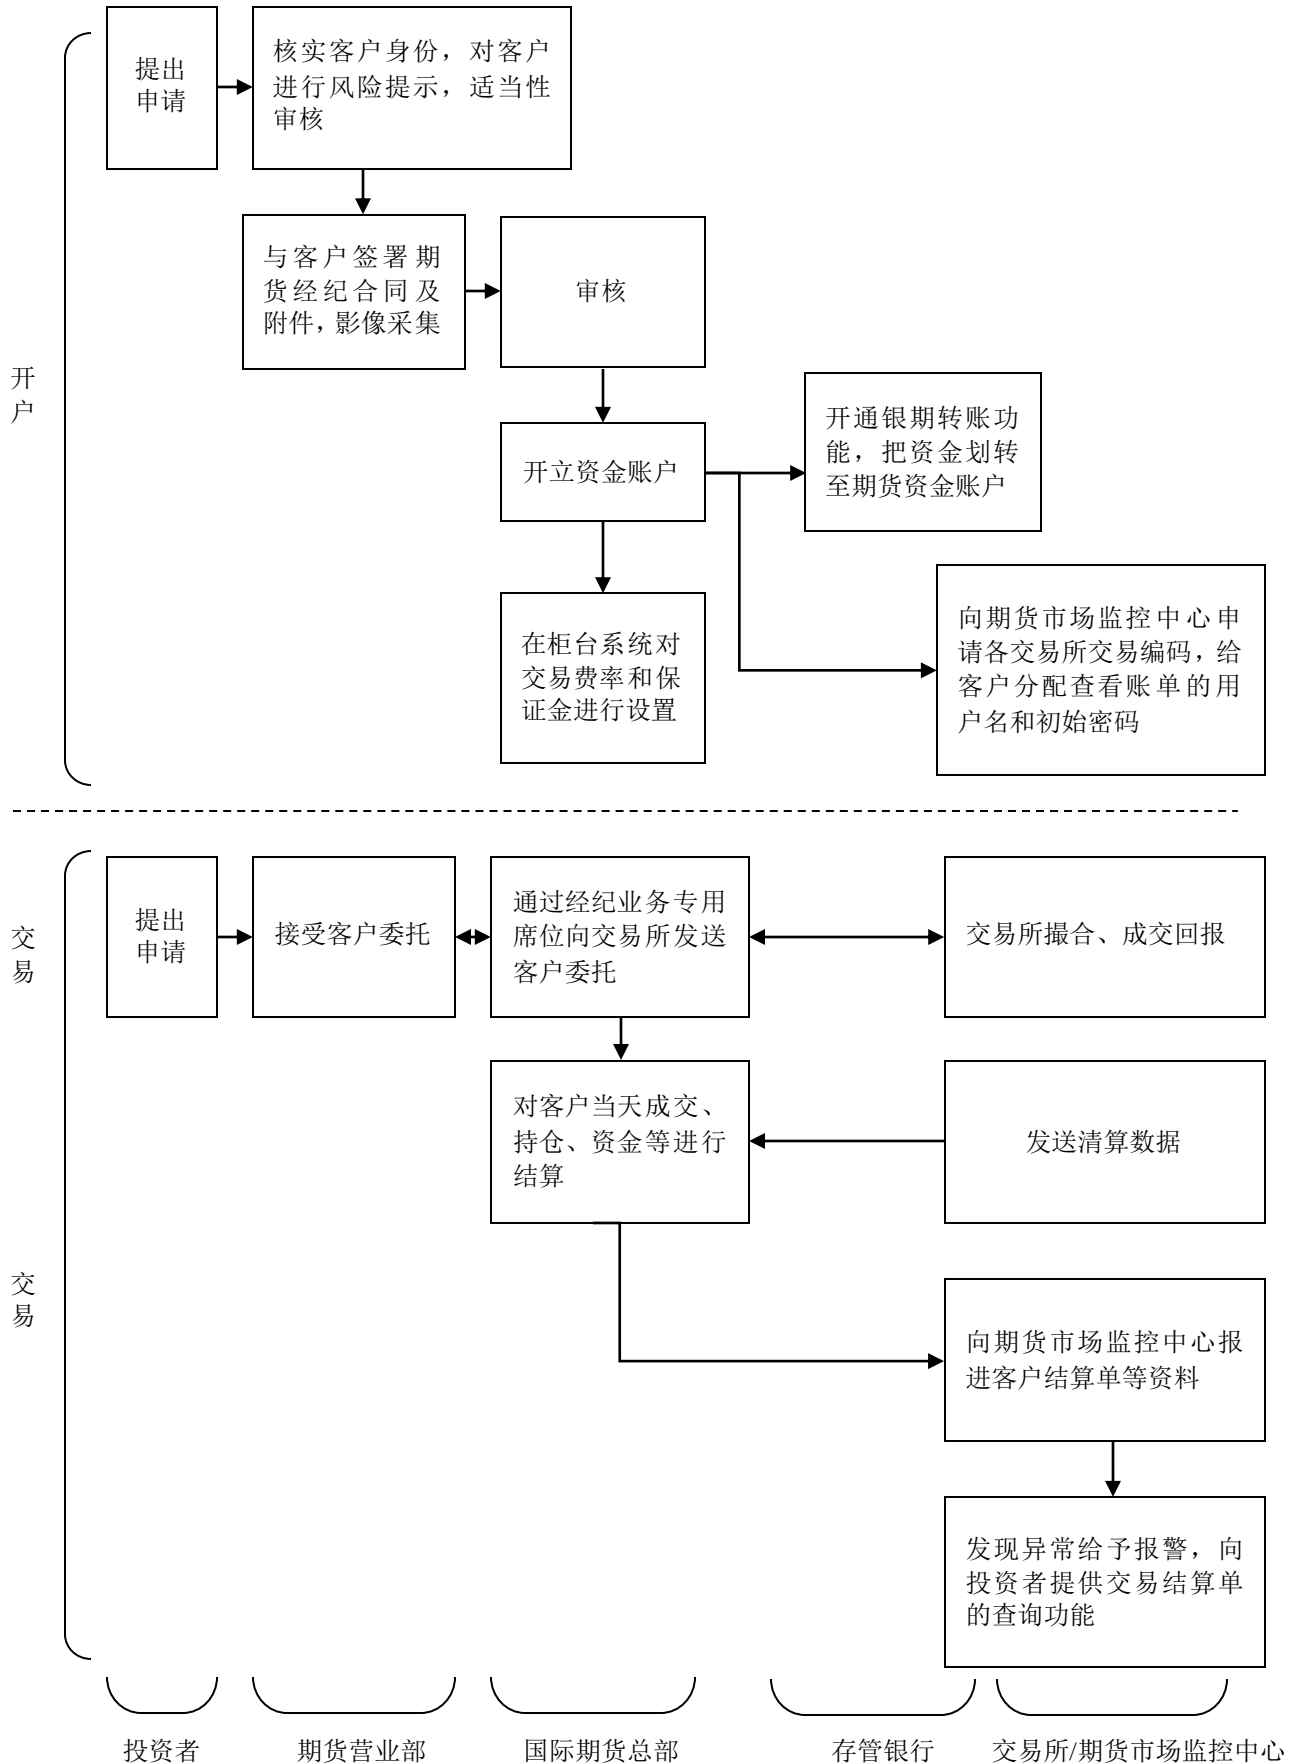 提出
申请
核实客户身份，对客户
进行风险提示，适当性
审核
与客户签署期
货经纪合同及
附件，影像采集
审核
开
户
开立资金账户
开通银期转账功
能，把资金划转
至期货资金账户
在柜台系统对
交易费率和保
证金进行设置
向期货市场监控中心申
请各交易所交易编码，给
客户分配查看账单的用
户名和初始密码
交
易
提出
申请
接受客户委托
通过经纪业务专用
席位向交易所发送
客户委托
交易所撮合、成交回报
对客户当天成交、
持仓、资金等进行
结算
发送清算数据
交
易
向期货市场监控中心报
进客户结算单等资料
发现异常给予报警，向
投资者提供交易结算单
的查询功能
投资者
期货营业部
国际期货总部
存管银行
交易所/期货市场监控中心